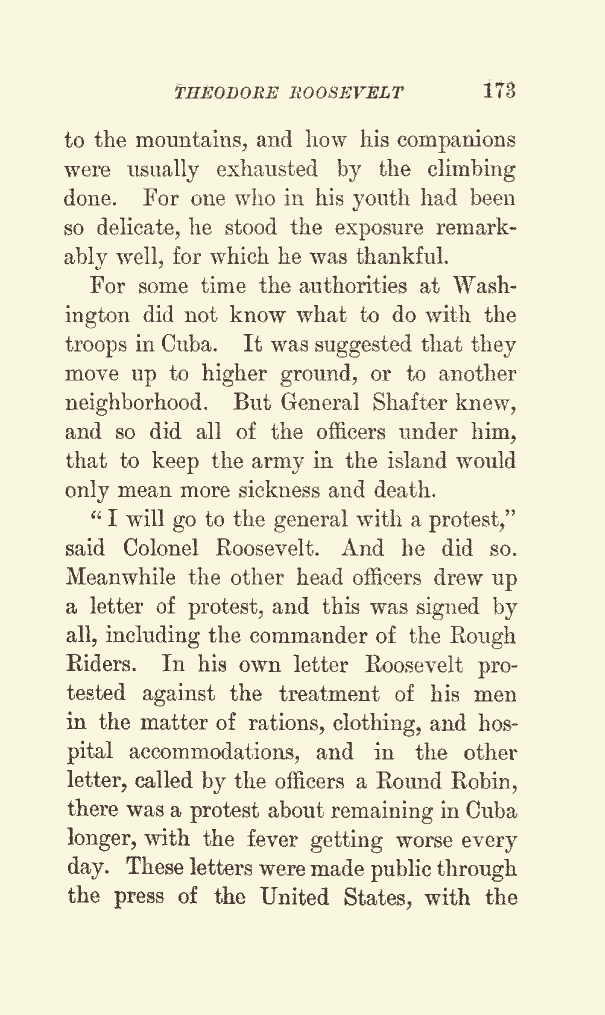 THEODORE ROOSEVELT 173
to the mountains, and how his companions
were usually exhausted by the climbing
done. For one who in his youth had been
so delicate, he stood the exposure remark-
ably well, for which he was thankful.
For some time the authorities at Wash-
ington did not know what to do with the
troops in Cuba. It was suggested that they
move up to higher ground, or to another
neighborhood. But General Shafter knew,
and so did all of the officers under him,
that to keep the army in the island would
only mean more sickness and death.
“ I will go to the general with a protest,”
said Colonel Roosevelt. And he did so.
Meanwhile the other head officers drew up
a letter of protest, and this was signed by
all, including the commander of the Rough
Riders. In his own letter Roosevelt pro-
tested against the treatment of his men
in the matter of rations, clothing, and hos-
pital accommodations, and in the other
letter, called by the officers a Round Robin,
there was a protest about remaining in Cuba
longer, with the fever getting worse every
day. These letters were made public through
the press of the United States, with the